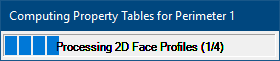 Computing Property Tables for Perimeter 1
Processing 2D Face Profiles (1/4)